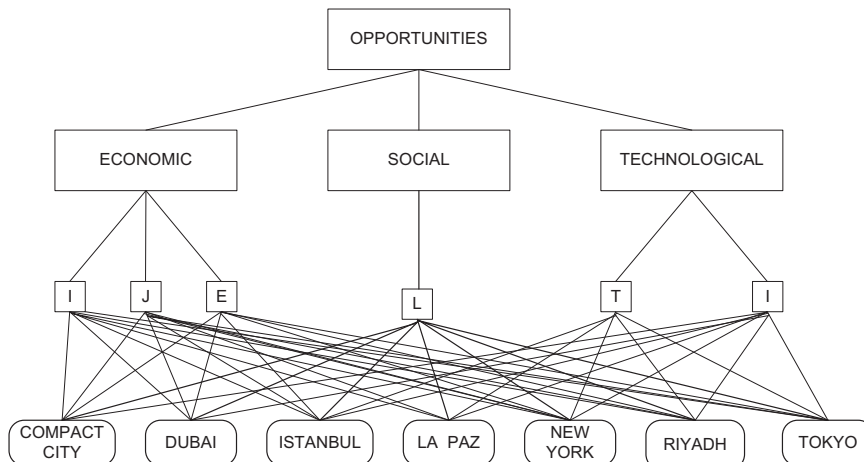 OPPORTUNITIES
ECONOMIC
SOCIAL
TECHNOLOGICAL
I
J
E
L
T
I
COMPACT
CITY
DUBAI
ISTANBUL
LA PAZ
NEW
YORK
RIYADH
TOKYO